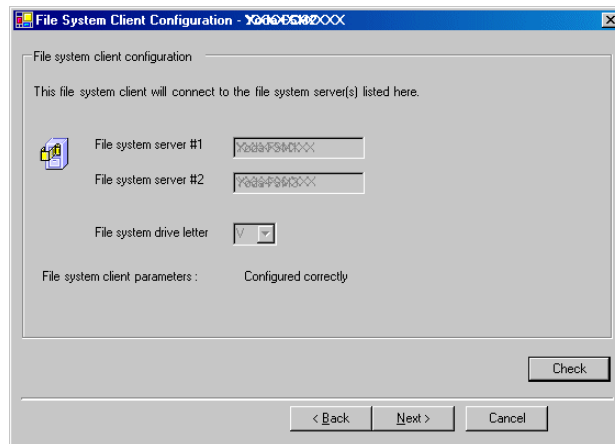 File System Client Configuration -
File system client configuration
This file system client will connect to the file system server(s) listed here.
File system server #1
File system server #2
File system drive letter V
File system client parameters : Configured correctly
Check
< Back Next > Cancel